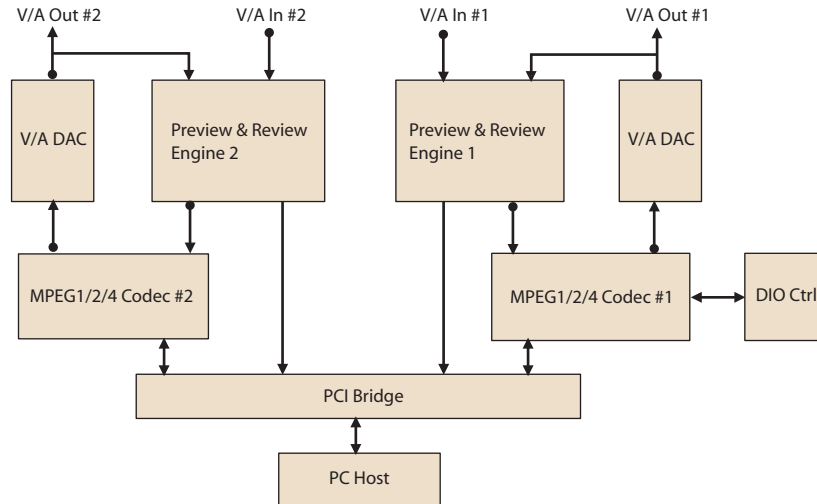 V/A Out #2
V/A In #2
V/A In #1
V/A Out #1
V/A DAC
Preview & Review
Engine 2
Preview & Review
Engine 1
V/A DAC
MPEG1/2/4 Codec #2
MPEG1/2/4 Codec #1
DIO Ctrl
PCI Bridge
PC Host